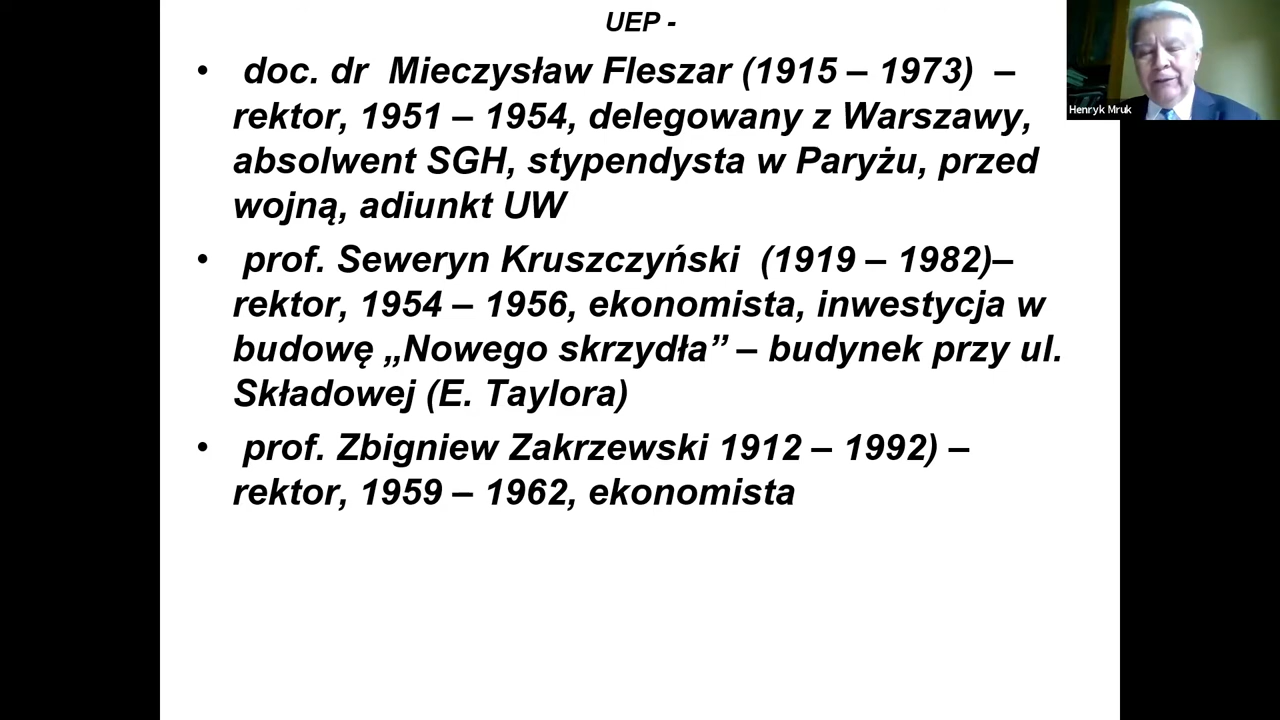 UEP -
• doc. dr Mieczysław Fleszar (1915 – 1973) –
rektor, 1951 – 1954, delegowany z Warszawy,
absolwent SGH, stypendysta w Paryżu, przed
wojną, adiunkt UW
• prof. Seweryn Kruszczyński (1919 – 1982)–
rektor, 1954 – 1956, ekonomista, inwestycja w
budowę „Nowego skrzydła” – budynek przy ul.
Składowej (E. Taylora)
• prof. Zbigniew Zakrzewski 1912 – 1992) –
rektor, 1959 – 1962, ekonomista
Henryk Mruk